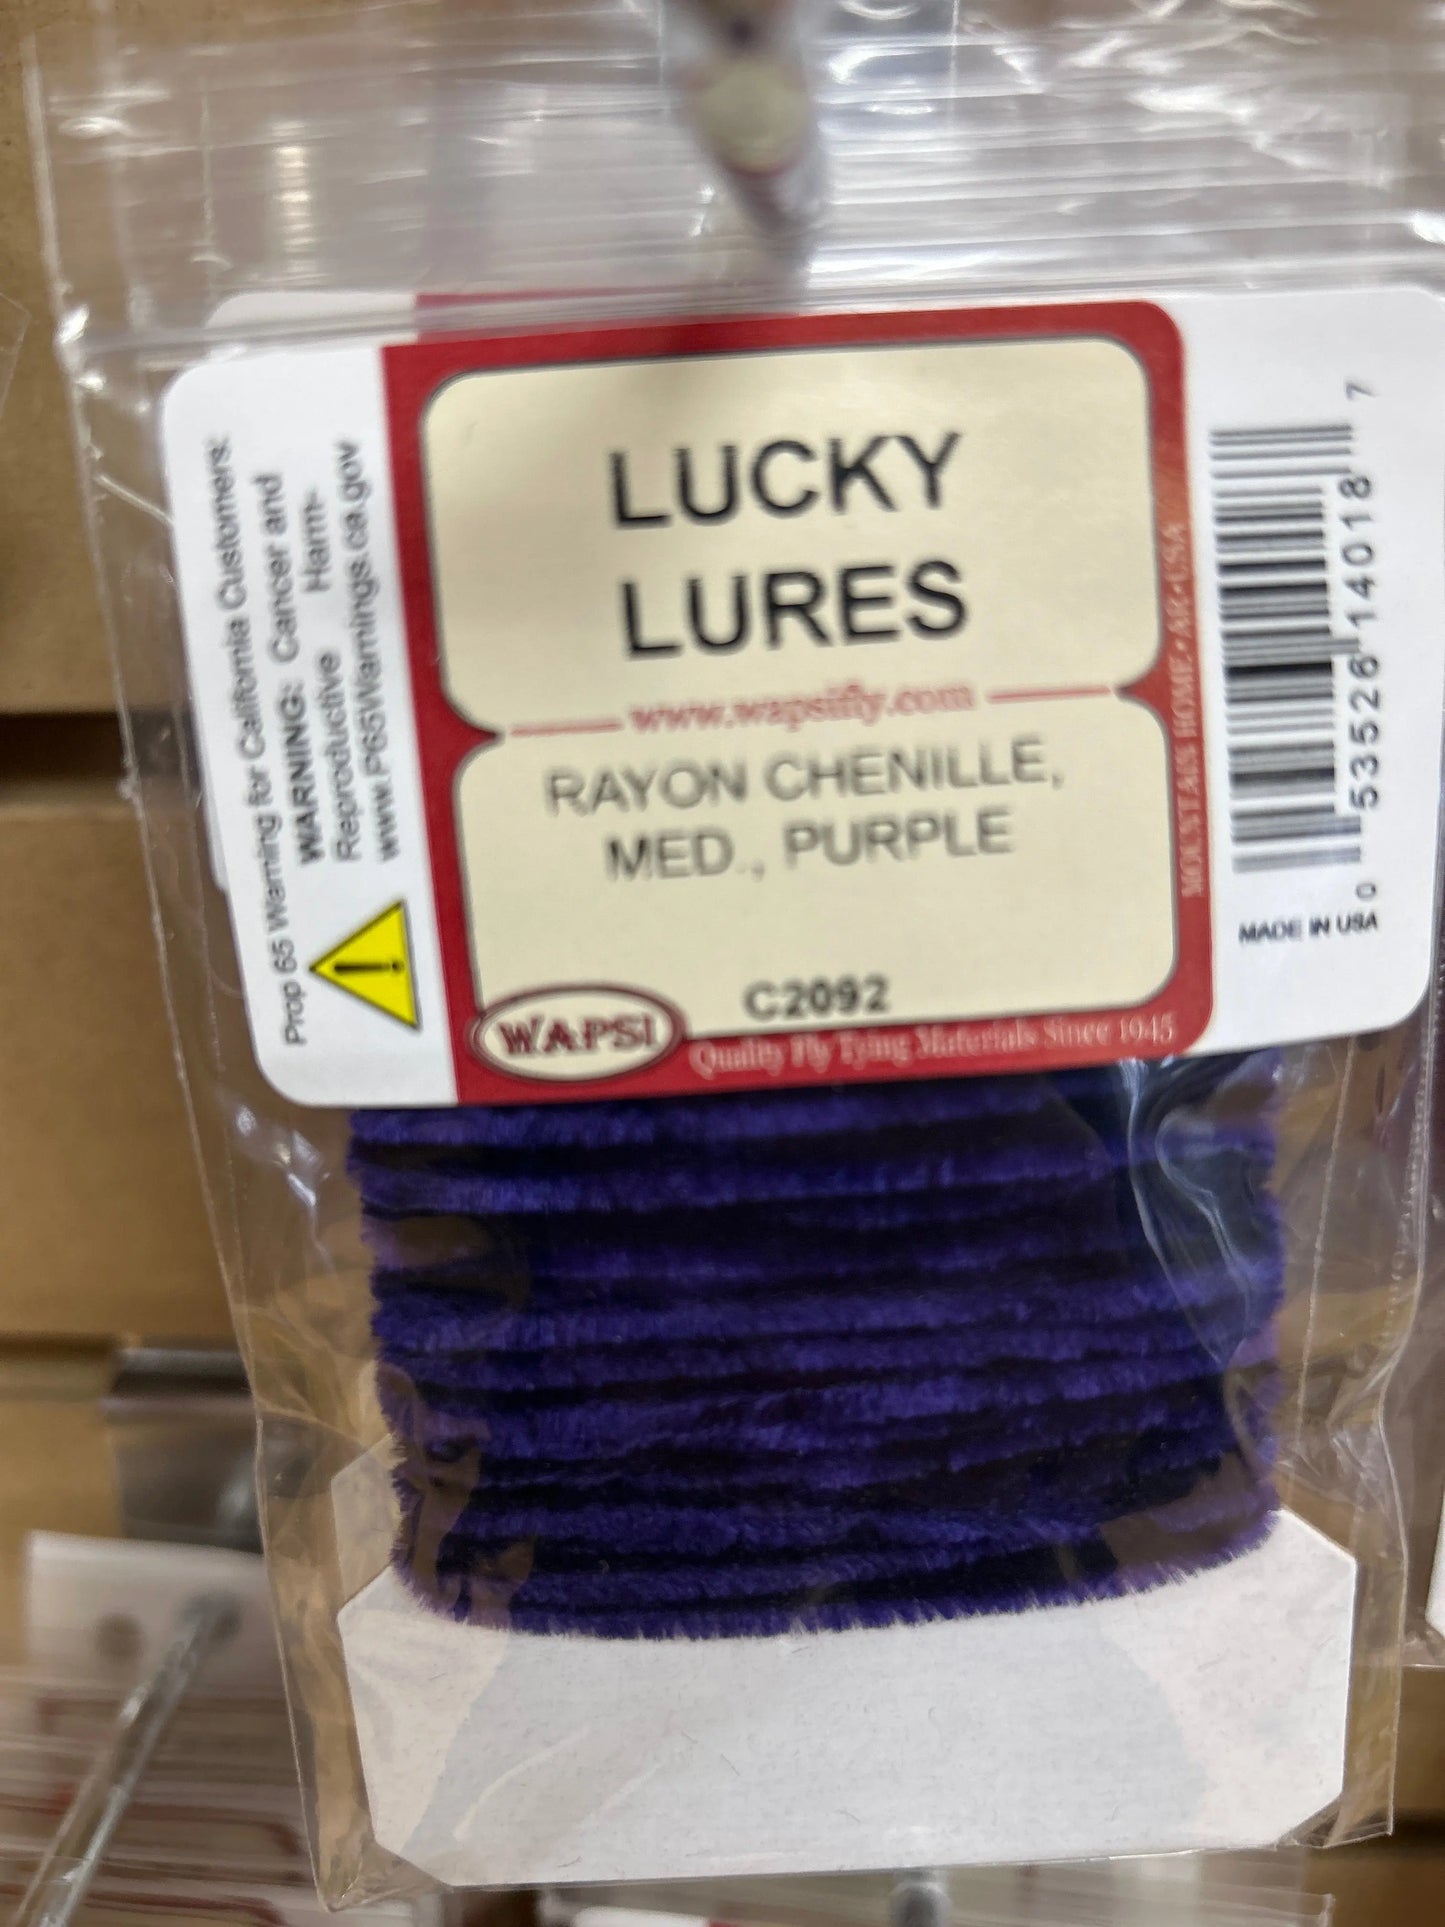 LUCKY
LURES
www.wapsifly.com
RAYON CHENILLE,
MED., PURPLE
C2092
WAPSI
Quality Fly Tying Materials Since 1945
MOUNTAIN HOME • AR • USA
Prop 65 Warning for California Customers:
WARNING: Cancer and
Reproductive Harm-
www.P65Warnings.ca.gov
!
0 53526 14018 7
MADE IN USA